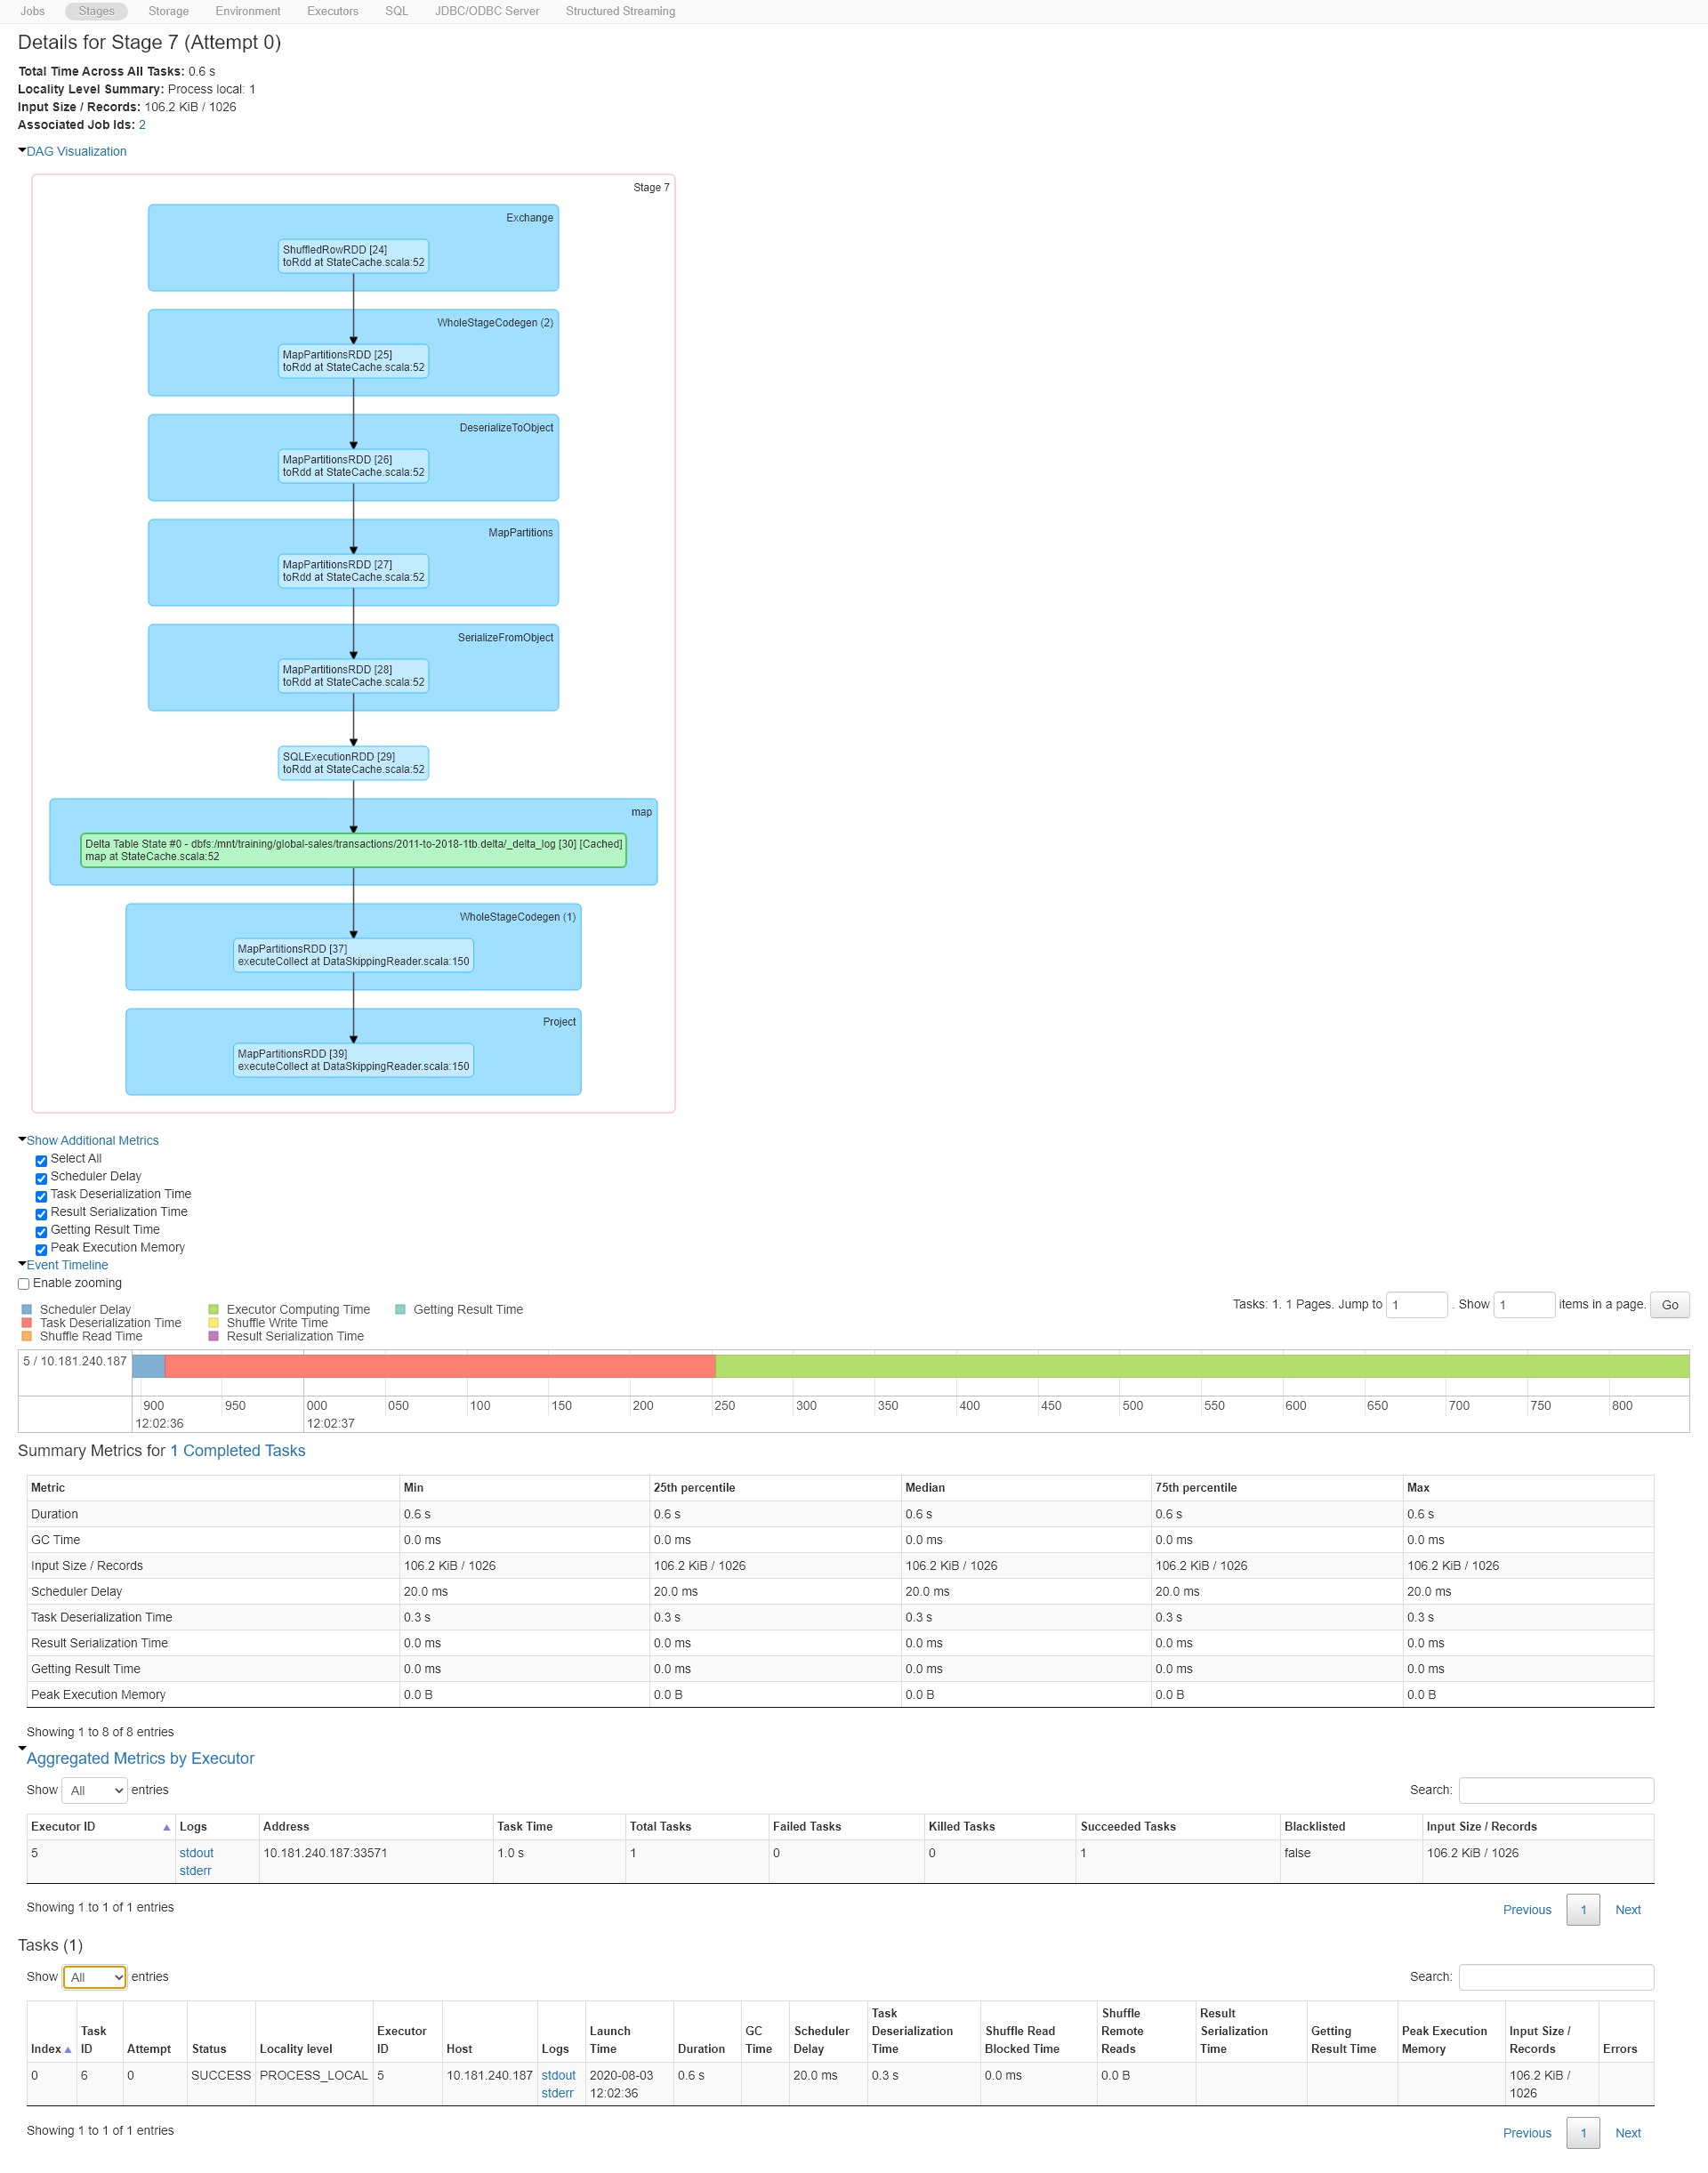 Jobs Stages Storage Environment Executors SQL JDBC/ODBC Server Structured Streaming
Details for Stage 7 (Attempt 0)
Total Time Across All Tasks: 0.6 s
Locality Level Summary: Process local: 1
Input Size / Records: 106.2 KiB / 1026
Associated Job Ids: 2
DAG Visualization
Stage 7
Exchange
ShuffledRowRDD [24]
toRdd at StateCache.scala:52
WholeStageCodegen (2)
MapPartitionsRDD [25]
toRdd at StateCache.scala:52
DeserializeToObject
MapPartitionsRDD [26]
toRdd at StateCache.scala:52
MapPartitions
MapPartitionsRDD [27]
toRdd at StateCache.scala:52
SerializeFromObject
MapPartitionsRDD [28]
toRdd at StateCache.scala:52
SQLExecutionRDD [29]
toRdd at StateCache.scala:52
map
Delta Table State #0 - dbfs:/mnt/training/global-sales/transactions/2011-to-2018-1tb.delta/_delta_log [30] [Cached]
map at StateCache.scala:52
WholeStageCodegen (1)
MapPartitionsRDD [37]
executeCollect at DataSkippingReader.scala:150
Project
MapPartitionsRDD [39]
executeCollect at DataSkippingReader.scala:150
Show Additional Metrics
Select All
Scheduler Delay
Task Deserialization Time
Result Serialization Time
Getting Result Time
Peak Execution Memory
Event Timeline
Enable zooming
Tasks: 1. 1 Pages. Jump to 1 . Show 1 items in a page. Go
Scheduler Delay Executor Computing Time Getting Result Time
Task Deserialization Time Shuffle Write Time
Shuffle Read Time Result Serialization Time
5 / 10.181.240.187
900 950 000 050 100 150 200 250 300 350 400 450 500 550 600 650 700 750 800
12:02:36 12:02:37
Summary Metrics for 1 Completed Tasks
Metric Min 25th percentile Median 75th percentile Max
Duration 0.6 s 0.6 s 0.6 s 0.6 s 0.6 s
GC Time 0.0 ms 0.0 ms 0.0 ms 0.0 ms 0.0 ms
Input Size / Records 106.2 KiB / 1026 106.2 KiB / 1026 106.2 KiB / 1026 106.2 KiB / 1026 106.2 KiB / 1026
Scheduler Delay 20.0 ms 20.0 ms 20.0 ms 20.0 ms 20.0 ms
Task Deserialization Time 0.3 s 0.3 s 0.3 s 0.3 s 0.3 s
Result Serialization Time 0.0 ms 0.0 ms 0.0 ms 0.0 ms 0.0 ms
Getting Result Time 0.0 ms 0.0 ms 0.0 ms 0.0 ms 0.0 ms
Peak Execution Memory 0.0 B 0.0 B 0.0 B 0.0 B 0.0 B
Showing 1 to 8 of 8 entries
Aggregated Metrics by Executor
Show All entries Search:
Executor ID Logs Address Task Time Total Tasks Failed Tasks Killed Tasks Succeeded Tasks Blacklisted Input Size / Records
5 stdout 10.181.240.187:33571 1.0 s 1 0 0 1 false 106.2 KiB / 1026
stderr
Showing 1 to 1 of 1 entries Previous 1 Next
Tasks (1)
Show All entries Search:
Task Shuffle Result
Task Executor Launch GC Scheduler Deserialization Shuffle Read Remote Serialization Getting Peak Execution Input Size /
Index ID Attempt Status Locality level ID Host Logs Time Duration Time Delay Time Blocked Time Reads Time Result Time Memory Records Errors
0 6 0 SUCCESS PROCESS_LOCAL 5 10.181.240.187 stdout 2020-08-03 0.6 s 20.0 ms 0.3 s 0.0 ms 0.0 B 106.2 KiB /
stderr 12:02:36 1026
Showing 1 to 1 of 1 entries Previous 1 Next